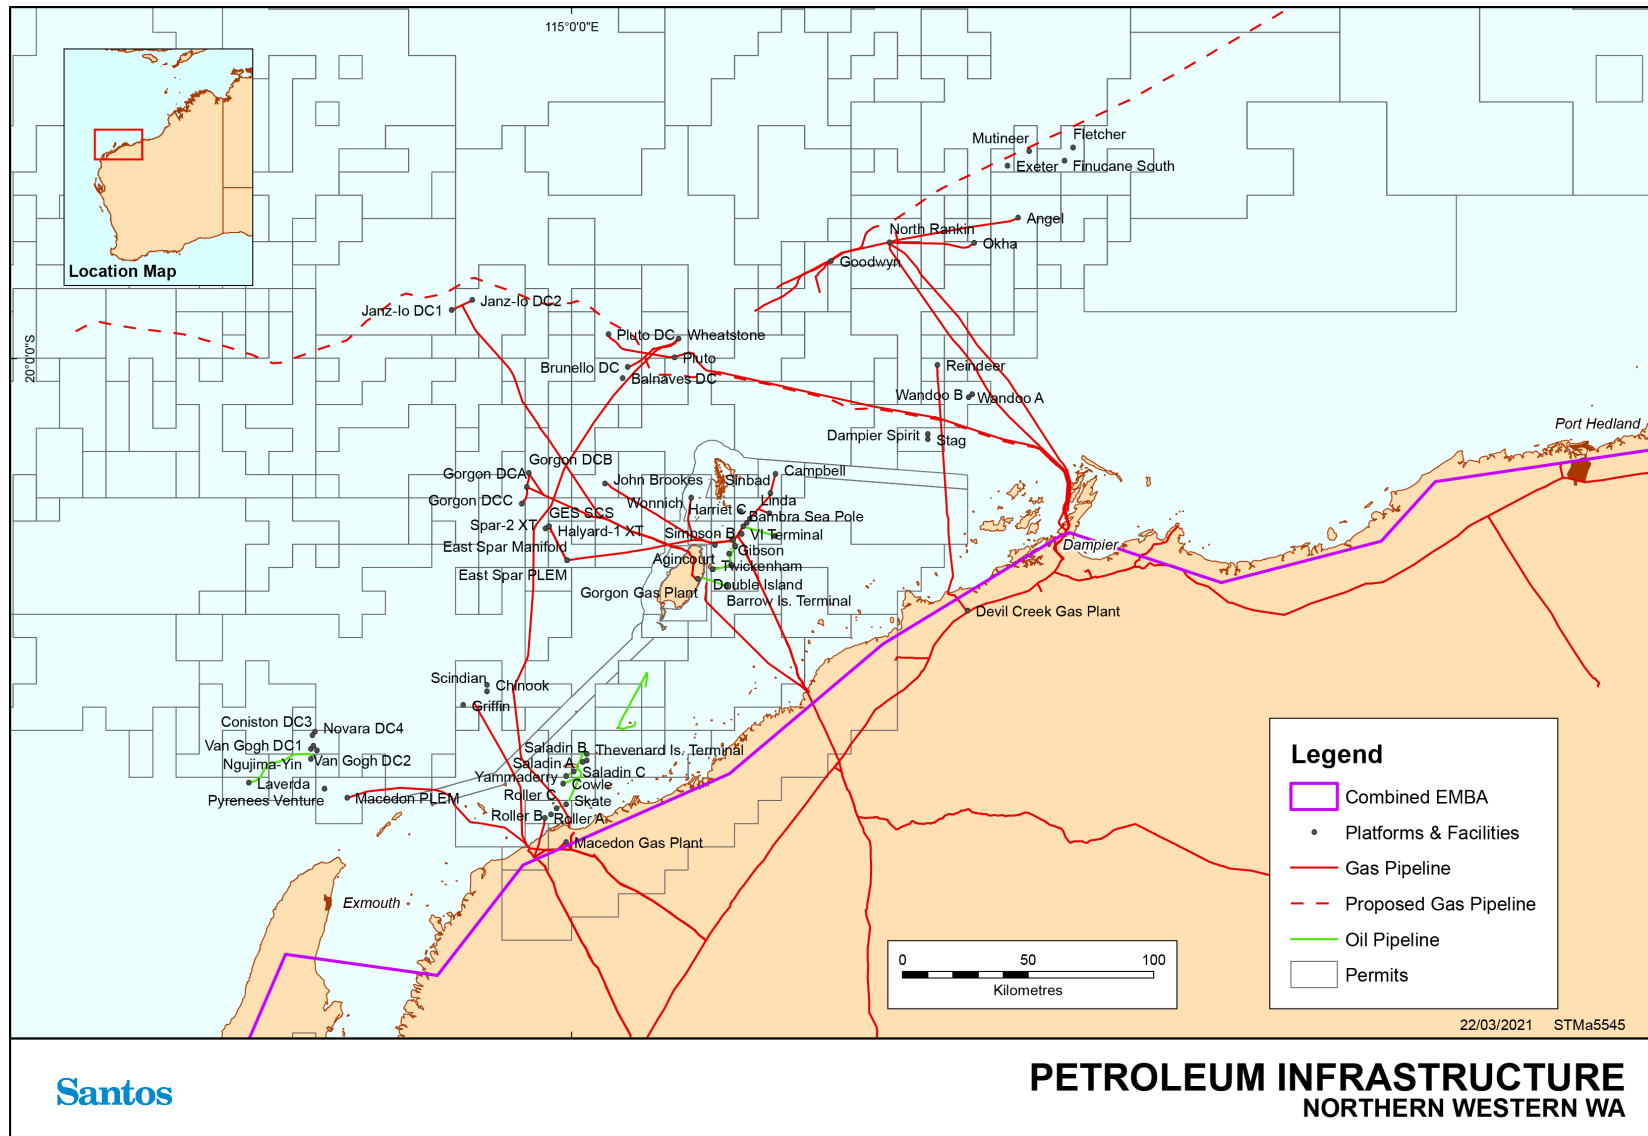 115°0'0"E
20°0'0"S
Location Map
Mutineer
Fletcher
Exeter
Finucane South
Angel
North Rankin
Okha
Goodwyn
Janz-Io DC2
Janz-Io DC1
Pluto DC
Wheatstone
Pluto
Brunello DC
Balnaves DC
Reindeer
Wandoo B
Wandoo A
Dampier Spirit
Stag
Port Hedland
Gorgon DCB
Gorgon DCA
John Brookes
Campbell
Sinbad
Gorgon DCC
Wonnich
Linda
Harriet C
GES SCS
Bambra Sea Pole
Spar-2 XT
Halyard-1 XT
Simpson B
VI Terminal
East Spar Manifold
Gibson
Dampier
Agincourt
Twickenham
East Spar PLEM
Double Island
Gorgon Gas Plant
Barrow Is. Terminal
Devil Creek Gas Plant
Scindian
Chinook
Griffin
Coniston DC3
Novara DC4
Van Gogh DC1
Van Gogh DC2
Ngujima-Yin
Laverda
Pyrenees Venture
Macedon PLEM
Saladin B
Thevenard Is. Terminal
Saladin A
Saladin C
Yammaderry
Cowle
Roller C
Skate
Roller B
Roller A
Macedon Gas Plant
Exmouth
Legend
Combined EMBA
Platforms & Facilities
Gas Pipeline
Proposed Gas Pipeline
Oil Pipeline
Permits
0 50 100
Kilometres
22/03/2021 STMa5545
Santos
PETROLEUM INFRASTRUCTURE
NORTHERN WESTERN WA